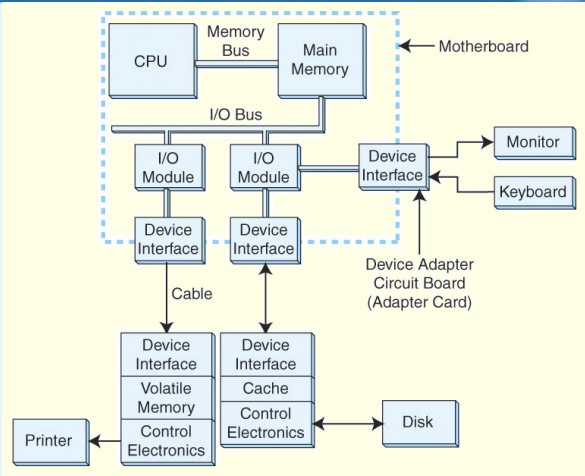 CPU
Memory
Bus
Main
Memory
Motherboard
I/O Bus
I/O
Module
I/O
Module
Device
Interface
Monitor
Keyboard
Device
Interface
Device
Interface
Device Adapter
Circuit Board
(Adapter Card)
Cable
Device
Interface
Volatile
Memory
Control
Electronics
Device
Interface
Cache
Control
Electronics
Disk
Printer